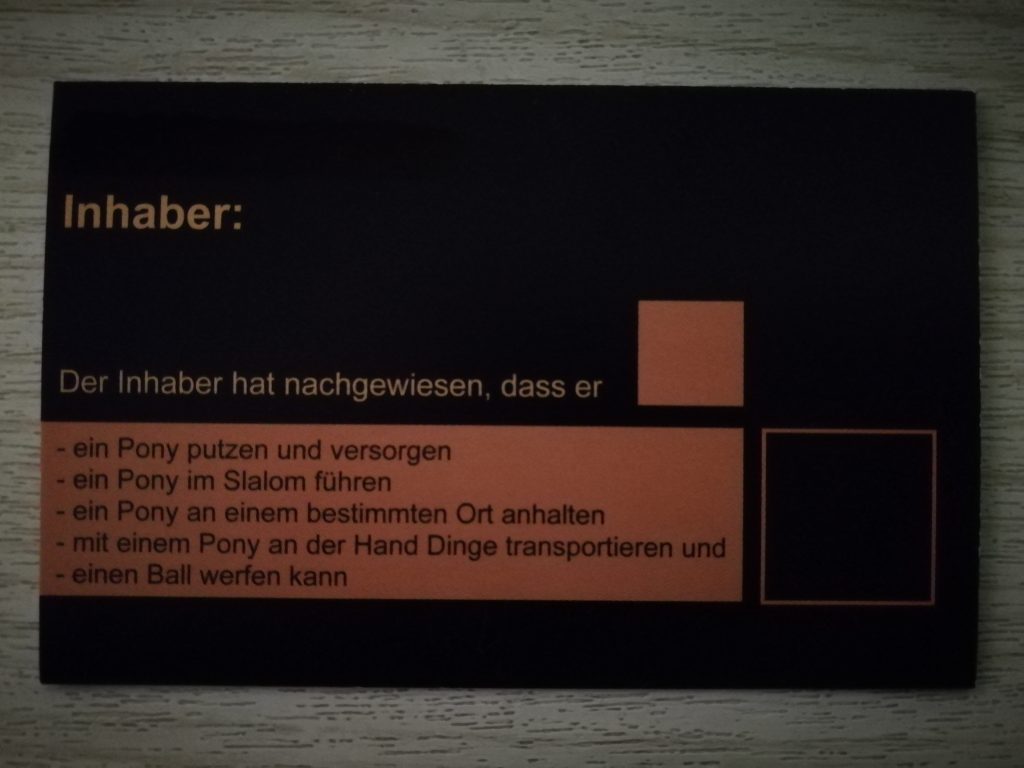 Inhaber:
Der Inhaber hat nachgewiesen, dass er
- ein Pony putzen und versorgen
- ein Pony im Slalom führen
- ein Pony an einem bestimmten Ort anhalten
- mit einem Pony an der Hand Dinge transportieren und
- einen Ball werfen kann